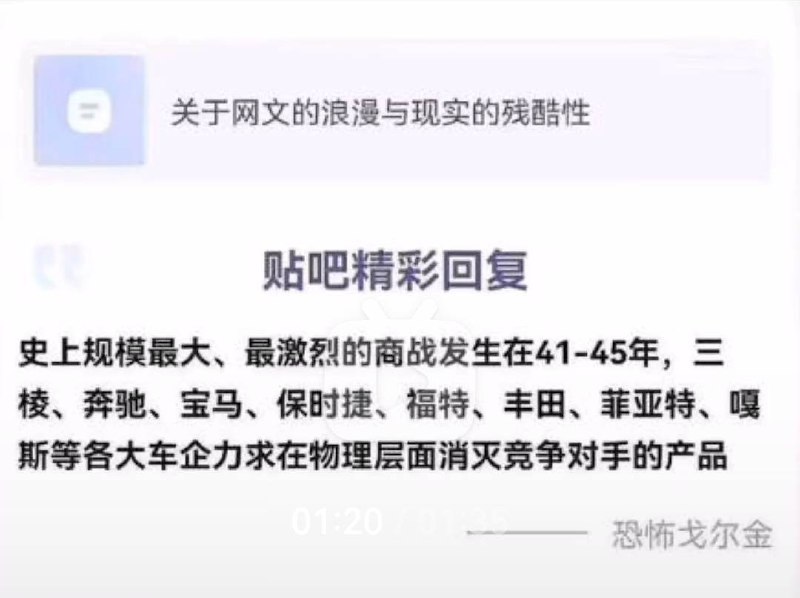 关于网文的浪漫与现实的残酷性
贴吧精彩回复
史上规模最大、最激烈的商战发生在41-45年，三
棱、奔驰、宝马、保时捷、福特、丰田、菲亚特、嘎
斯等各大车企力求在物理层面消灭竞争对手的产品
01:20 / 01:35
恐怖戈尔金